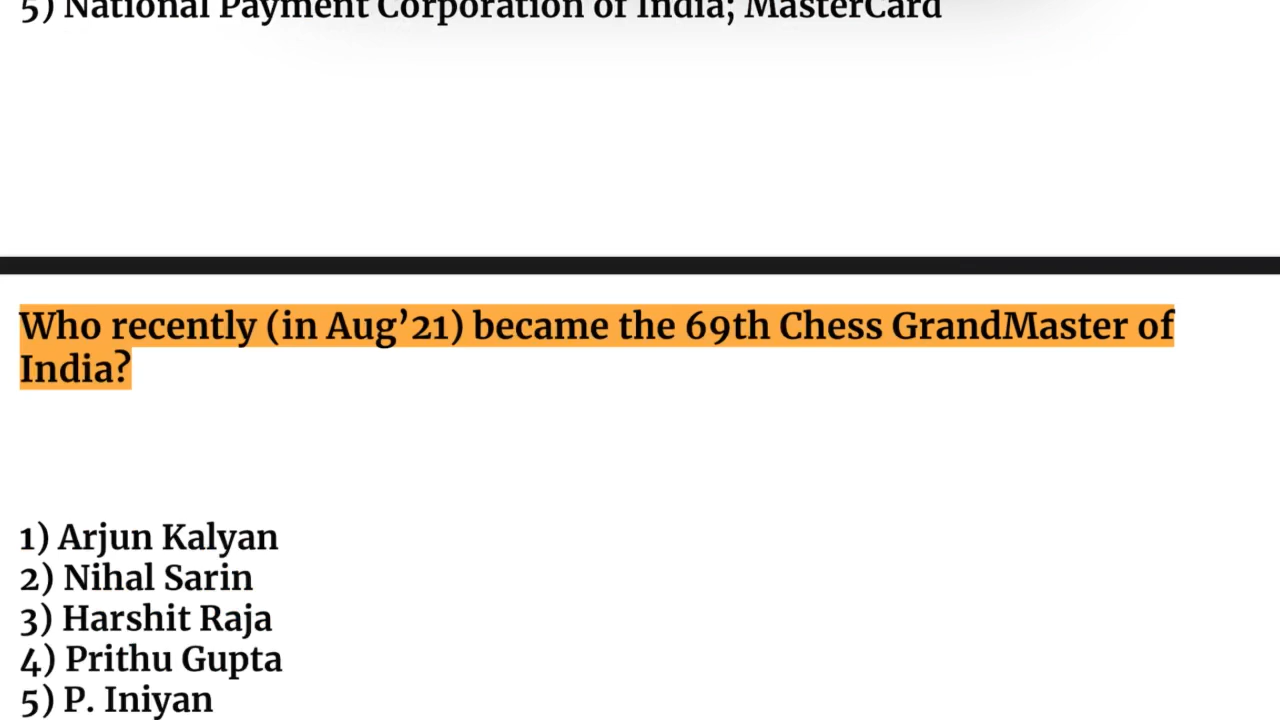 5) National Payment Corporation of India; MasterCard
Who recently (in Aug’21) became the 69th Chess GrandMaster of
India?
1) Arjun Kalyan
2) Nihal Sarin
3) Harshit Raja
4) Prithu Gupta
5) P. Iniyan